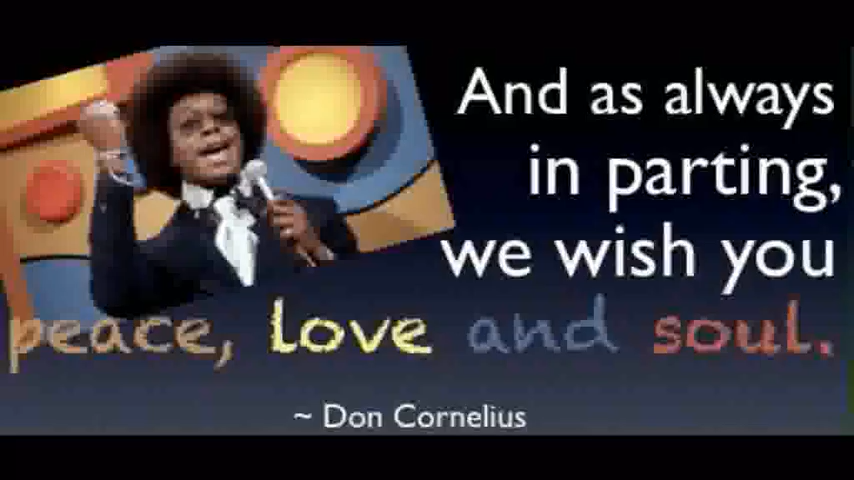 And as always
in parting,
we wish you
peace, love and soul.
~ Don Cornelius